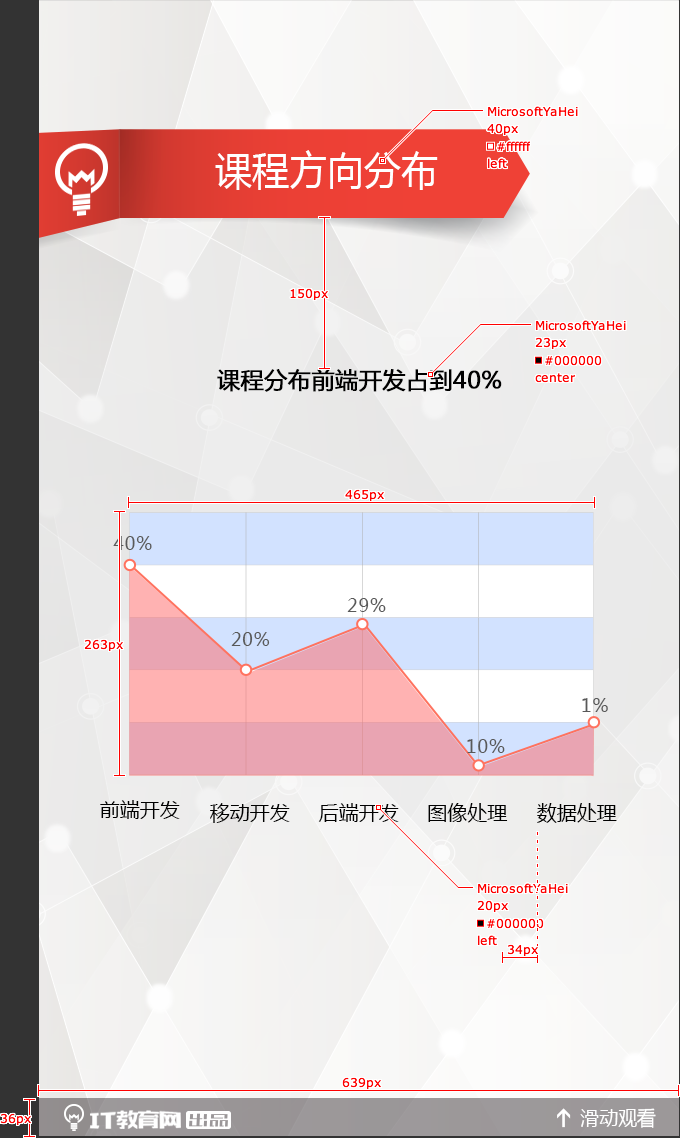 MicrosoftYaHei
40px
#ffffff
left
课程方向分布
150px
MicrosoftYaHei
23px
#000000
center
课程分布前端开发占到40%
465px
40%
29%
20%
263px
1%
10%
前端开发 移动开发 后端开发 图像处理 数据处理
MicrosoftYaHei
20px
#000000
left
34px
639px
36px
IT教育网 出品
滑动观看